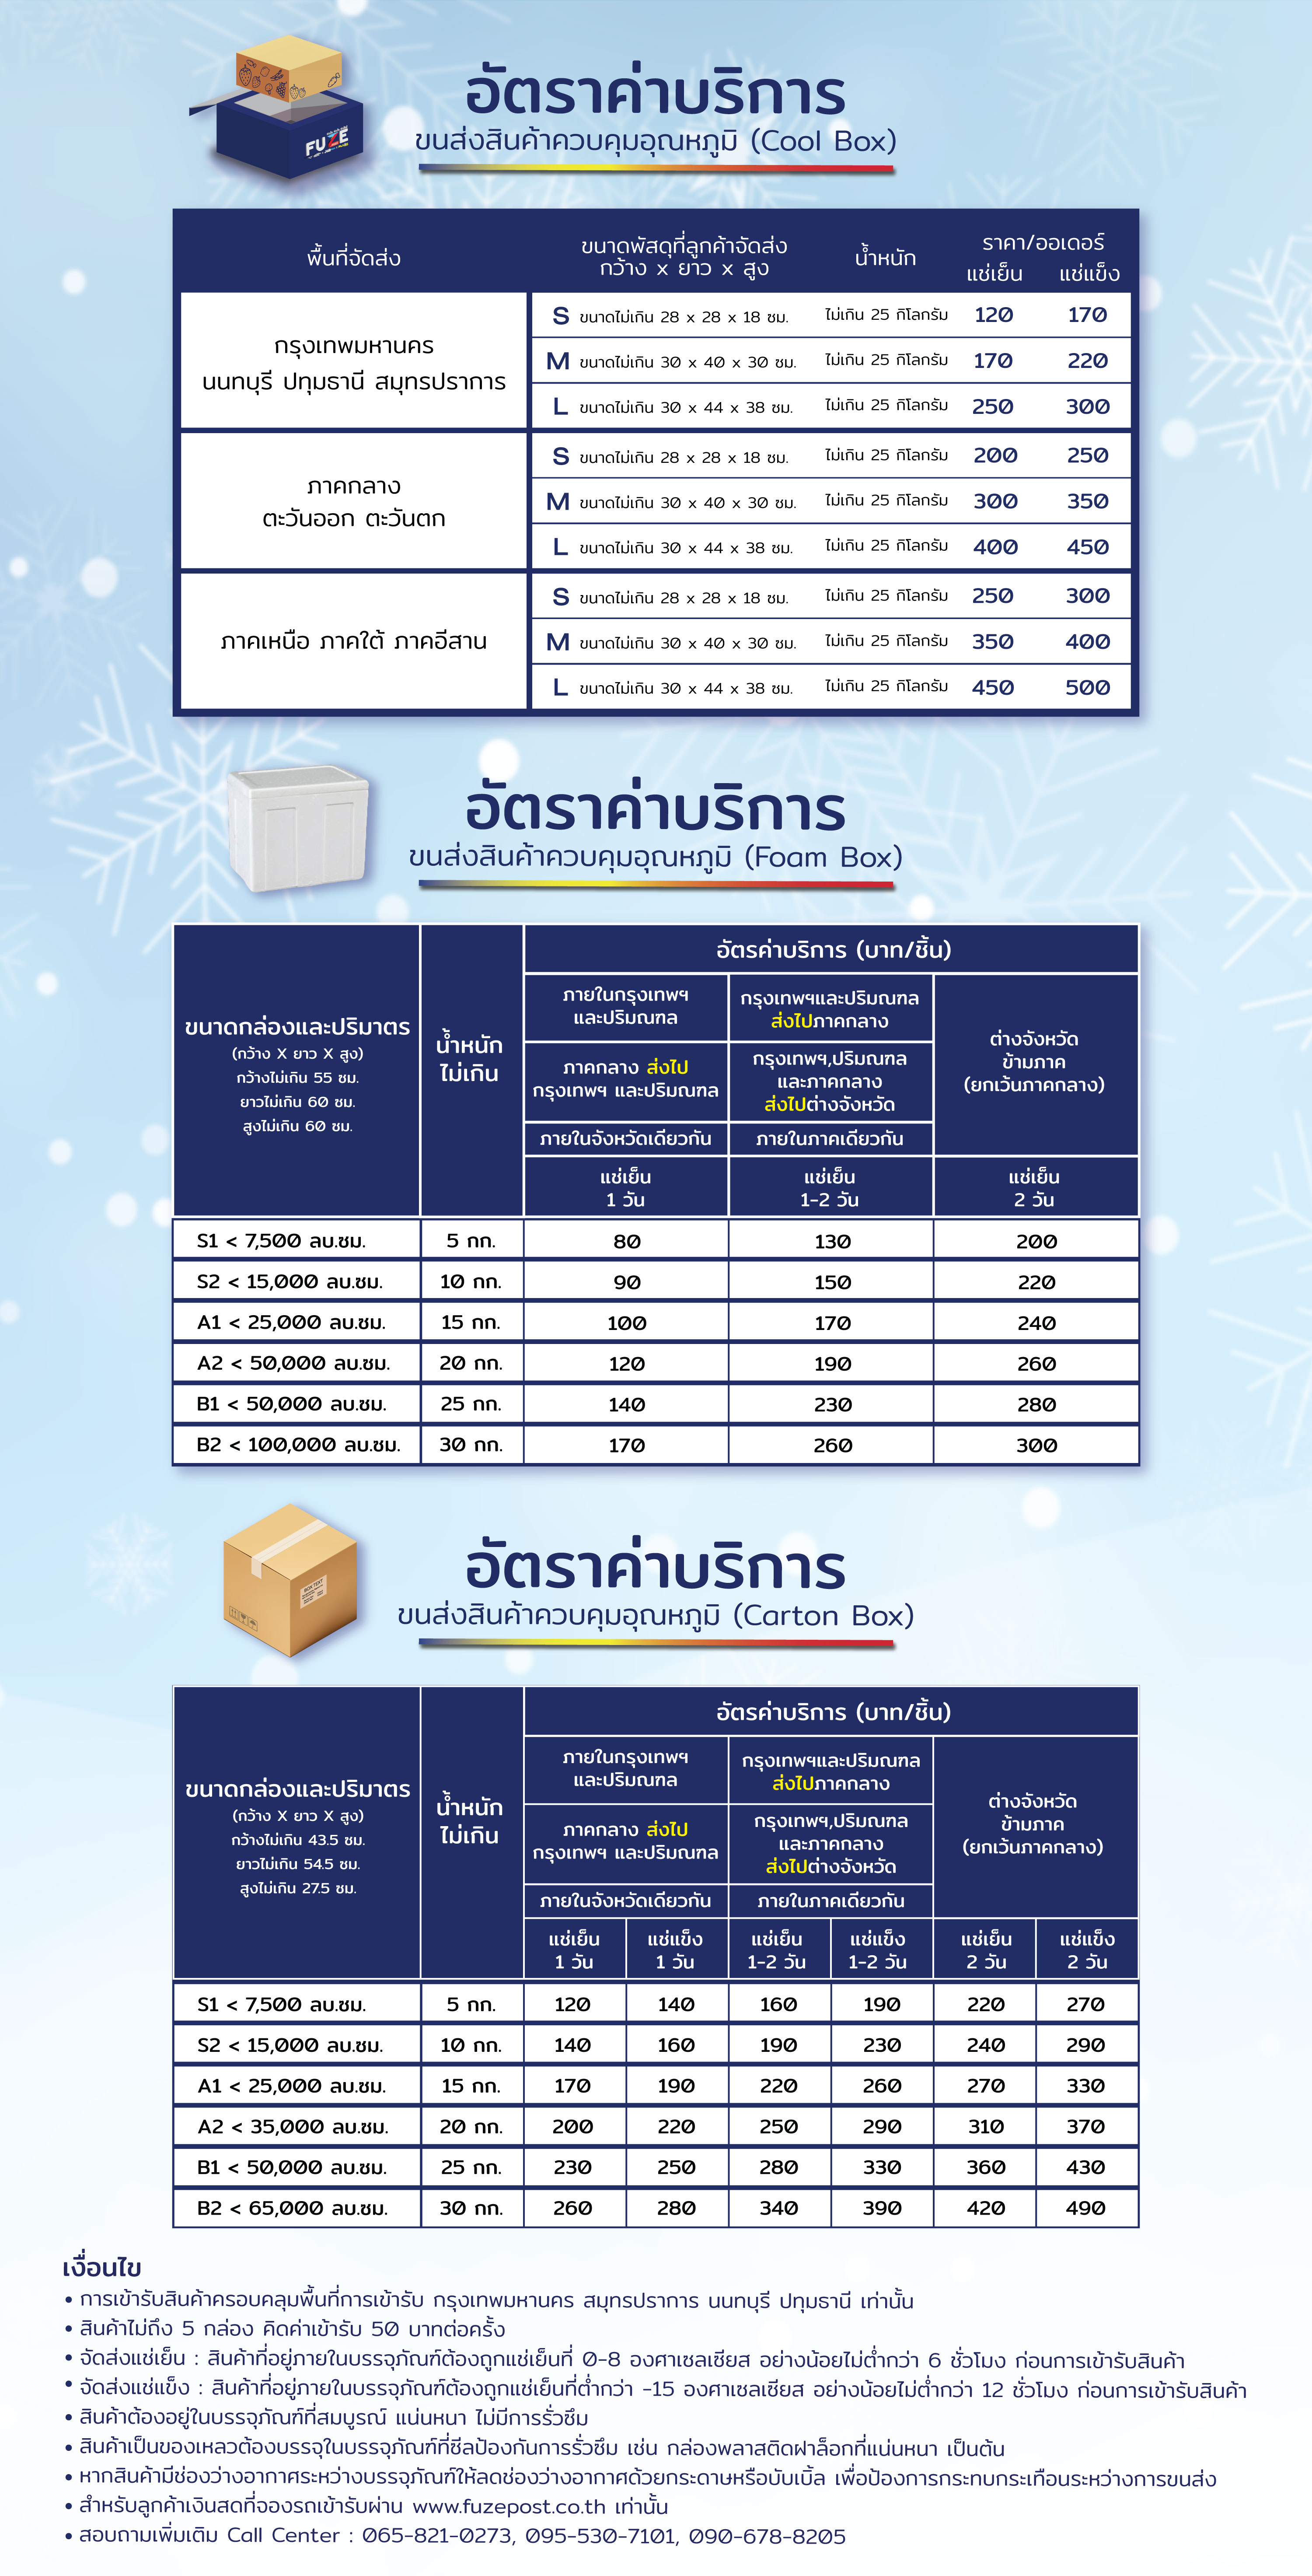 FUZE
อัตราค่าบริการ
ขนส่งสินค้าควบคุมอุณหภูมิ (Cool Box)
พื้นที่จัดส่ง
ขนาดพัสดุที่ลูกค้าจัดส่ง
กว้าง x ยาว x สูง
น้ำหนัก
ราคา/ออเดอร์
แช่เย็น แช่แข็ง
กรุงเทพมหานคร
นนทบุรี ปทุมธานี สมุทรปราการ
S ขนาดไม่เกิน 28 x 28 x 18 ซม. ไม่เกิน 25 กิโลกรัม 120 170
M ขนาดไม่เกิน 30 x 40 x 30 ซม. ไม่เกิน 25 กิโลกรัม 170 220
L ขนาดไม่เกิน 30 x 44 x 38 ซม. ไม่เกิน 25 กิโลกรัม 250 300
ภาคกลาง
ตะวันออก ตะวันตก
S ขนาดไม่เกิน 28 x 28 x 18 ซม. ไม่เกิน 25 กิโลกรัม 200 250
M ขนาดไม่เกิน 30 x 40 x 30 ซม. ไม่เกิน 25 กิโลกรัม 300 350
L ขนาดไม่เกิน 30 x 44 x 38 ซม. ไม่เกิน 25 กิโลกรัม 400 450
ภาคเหนือ ภาคใต้ ภาคอีสาน
S ขนาดไม่เกิน 28 x 28 x 18 ซม. ไม่เกิน 25 กิโลกรัม 250 300
M ขนาดไม่เกิน 30 x 40 x 30 ซม. ไม่เกิน 25 กิโลกรัม 350 400
L ขนาดไม่เกิน 30 x 44 x 38 ซม. ไม่เกิน 25 กิโลกรัม 450 500
อัตราค่าบริการ
ขนส่งสินค้าควบคุมอุณหภูมิ (Foam Box)
ขนาดกล่องและปริมาตร
(กว้าง X ยาว X สูง)
กว้างไม่เกิน 55 ซม.
ยาวไม่เกิน 60 ซม.
สูงไม่เกิน 60 ซม.
น้ำหนัก
ไม่เกิน
อัตรค่าบริการ (บาท/ชิ้น)
ภายในกรุงเทพฯ
และปริมณฑล
กรุงเทพฯและปริมณฑล
ส่งไปภาคกลาง
ภาคกลาง ส่งไป
กรุงเทพฯ และปริมณฑล
กรุงเทพฯ,ปริมณฑล
และภาคกลาง
ส่งไปต่างจังหวัด
ต่างจังหวัด
ข้ามภาค
(ยกเว้นภาคกลาง)
ภายในจังหวัดเดียวกัน
ภายในภาคเดียวกัน
แช่เย็น
1 วัน
แช่เย็น
1-2 วัน
แช่เย็น
2 วัน
S1 < 7,500 ลบ.ซม. 5 กก. 80 130 200
S2 < 15,000 ลบ.ซม. 10 กก. 90 150 220
A1 < 25,000 ลบ.ซม. 15 กก. 100 170 240
A2 < 50,000 ลบ.ซม. 20 กก. 120 190 260
B1 < 50,000 ลบ.ซม. 25 กก. 140 230 280
B2 < 100,000 ลบ.ซม. 30 กก. 170 260 300
อัตราค่าบริการ
ขนส่งสินค้าควบคุมอุณหภูมิ (Carton Box)
ขนาดกล่องและปริมาตร
(กว้าง X ยาว X สูง)
กว้างไม่เกิน 43.5 ซม.
ยาวไม่เกิน 54.5 ซม.
สูงไม่เกิน 27.5 ซม.
น้ำหนัก
ไม่เกิน
อัตรค่าบริการ (บาท/ชิ้น)
ภายในกรุงเทพฯ
และปริมณฑล
กรุงเทพฯและปริมณฑล
ส่งไปภาคกลาง
ภาคกลาง ส่งไป
กรุงเทพฯ และปริมณฑล
กรุงเทพฯ,ปริมณฑล
และภาคกลาง
ส่งไปต่างจังหวัด
ต่างจังหวัด
ข้ามภาค
(ยกเว้นภาคกลาง)
ภายในจังหวัดเดียวกัน
ภายในภาคเดียวกัน
แช่เย็น แช่แข็ง แช่เย็น แช่แข็ง แช่เย็น แช่แข็ง
1 วัน 1 วัน 1-2 วัน 1-2 วัน 2 วัน 2 วัน
S1 < 7,500 ลบ.ซม. 5 กก. 120 140 160 190 220 270
S2 < 15,000 ลบ.ซม. 10 กก. 140 160 190 230 240 290
A1 < 25,000 ลบ.ซม. 15 กก. 170 190 220 260 270 330
A2 < 35,000 ลบ.ซม. 20 กก. 200 220 250 290 310 370
B1 < 50,000 ลบ.ซม. 25 กก. 230 250 280 330 360 430
B2 < 65,000 ลบ.ซม. 30 กก. 260 280 340 390 420 490
เงื่อนไข
• การเข้ารับสินค้าครอบคลุมพื้นที่การเข้ารับ กรุงเทพมหานคร สมุทรปราการ นนทบุรี ปทุมธานี เท่านั้น
• สินค้าไม่ถึง 5 กล่อง คิดค่าเข้ารับ 50 บาทต่อครั้ง
• จัดส่งแช่เย็น : สินค้าที่อยู่ภายในบรรจุภัณฑ์ต้องถูกแช่เย็นที่ 0-8 องศาเซลเซียส อย่างน้อยไม่ต่ำกว่า 6 ชั่วโมง ก่อนการเข้ารับสินค้า
• จัดส่งแช่แข็ง : สินค้าที่อยู่ภายในบรรจุภัณฑ์ต้องถูกแช่เย็นที่ต่ำกว่า -15 องศาเซลเซียส อย่างน้อยไม่ต่ำกว่า 12 ชั่วโมง ก่อนการเข้ารับสินค้า
• สินค้าต้องอยู่ในบรรจุภัณฑ์ที่สมบูรณ์ แน่นหนา ไม่มีการรั่วซึม
• สินค้าเป็นของเหลวต้องบรรจุในบรรจุภัณฑ์ที่ซีลป้องกันการรั่วซึม เช่น กล่องพลาสติดฝาล็อกที่แน่นหนา เป็นต้น
• หากสินค้ามีช่องว่างอากาศระหว่างบรรจุภัณฑ์ให้ลดช่องว่างอากาศด้วยกระดาษหรือบับเบิ้ล เพื่อป้องการกระทบกระเทือนระหว่างการขนส่ง
• สำหรับลูกค้าเงินสดที่จองรถเข้ารับผ่าน www.fuzepost.co.th เท่านั้น
• สอบถามเพิ่มเติม Call Center : 065-821-0273, 095-530-7101, 090-678-8205